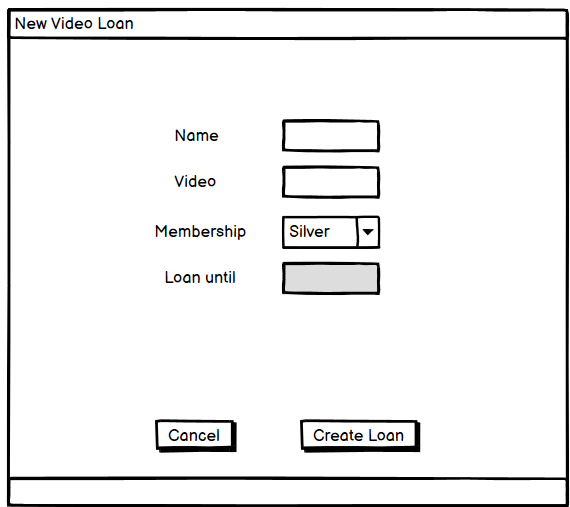 New Video Loan
Name
Video
Membership Silver
Loan until
Cancel Create Loan